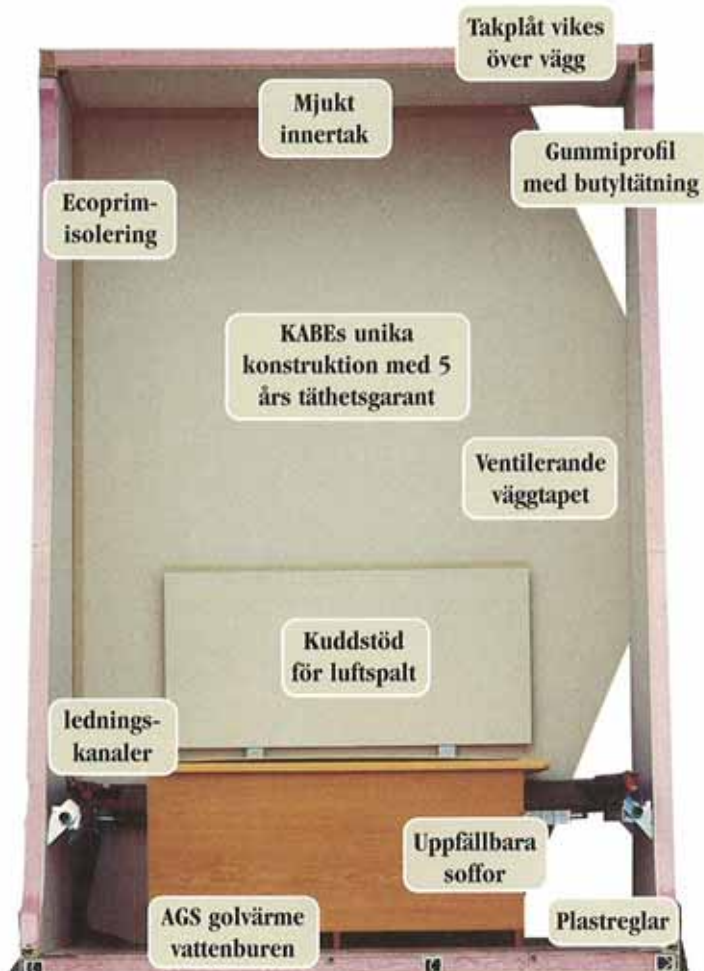 Takplåt vikes
över vägg
Mjukt
innertak
Gummiprofil
med butyltätning
Ecoprim-
isolering
KABEs unika
konstruktion med 5
års täthetsgarant
Ventilerande
väggtapet
Kuddstöd
för luftspalt
lednings-
kanaler
Uppfällbara
soffor
AGS golvärme
vattenburen
Plastreglar